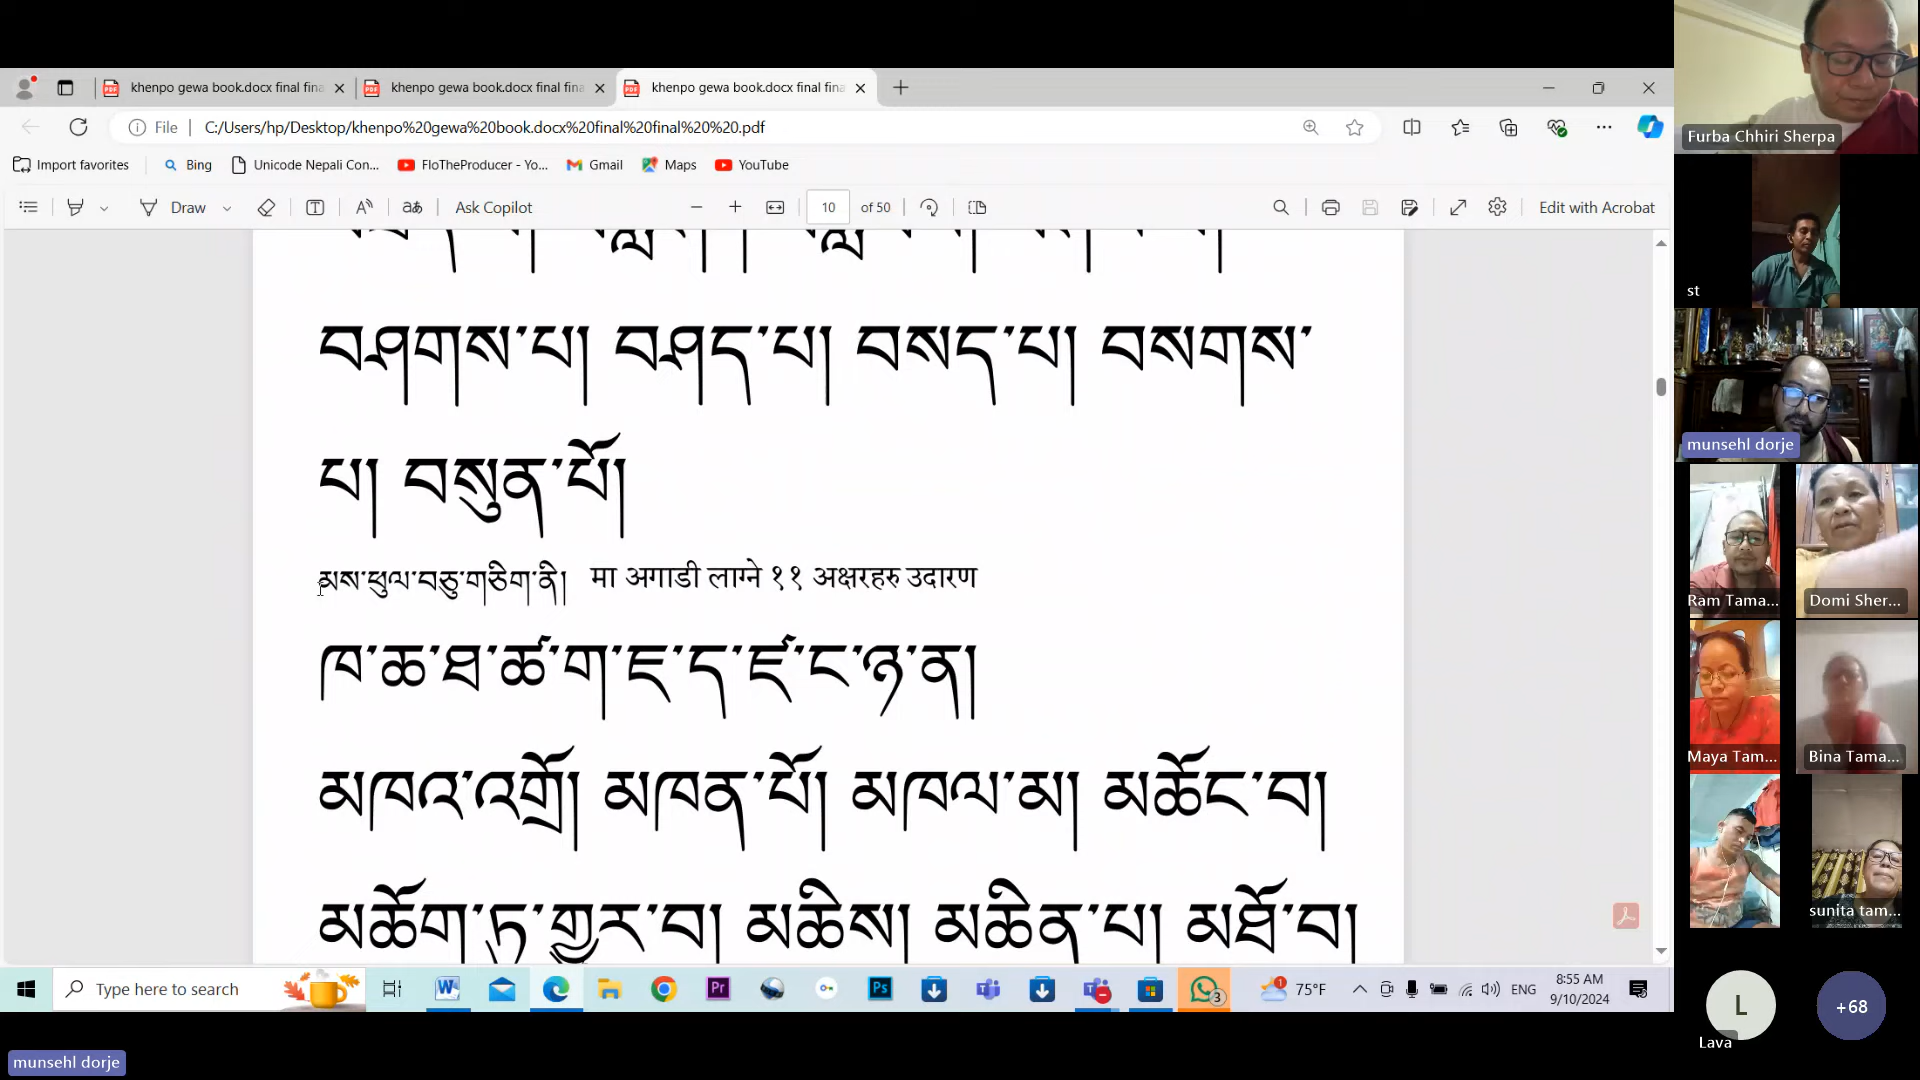 khenpo gewa book.docx final fina
khenpo gewa book.docx final fina
khenpo gewa book.docx final fina
File
C:/Users/hp/Desktop/khenpo%20gewa%20book.docx%20final%20final%20%20.pdf
Import favorites
Bing
Unicode Nepali Con...
FloTheProducer - Yo...
Gmail
Maps
YouTube
Draw
Ask Copilot
10 of 50
Edit with Acrobat
བཤགས་པ། བཤད་པ། བསད་པ། བསགས་
པ། བསུན་པོ།
མས་ཕུལ་བཅུ་གཅིག་ནི། मा अगाडी लाग्ने ११ अक्षरहरु उदारण
ཁ་ཆ་ཐ་ཚ་ག་ཇ་ད་ཛ་ང་ཉ་ན།
མཁའ་འགྲོ། མཁན་པོ། མཁལ་མ། མཆོང་བ།
མཆོག་ཏ་གྱུར་བ། མཆིས། མཆིན་པ། མཐོ་བ།
Type here to search
75°F
ENG
8:55 AM
9/10/2024
3
munsehl dorje
Furba Chhiri Sherpa
st
munsehl dorje
Ram Tama...
Domi Sher...
Maya Tam...
Bina Tama...
sunita tam...
L
Lava
+68